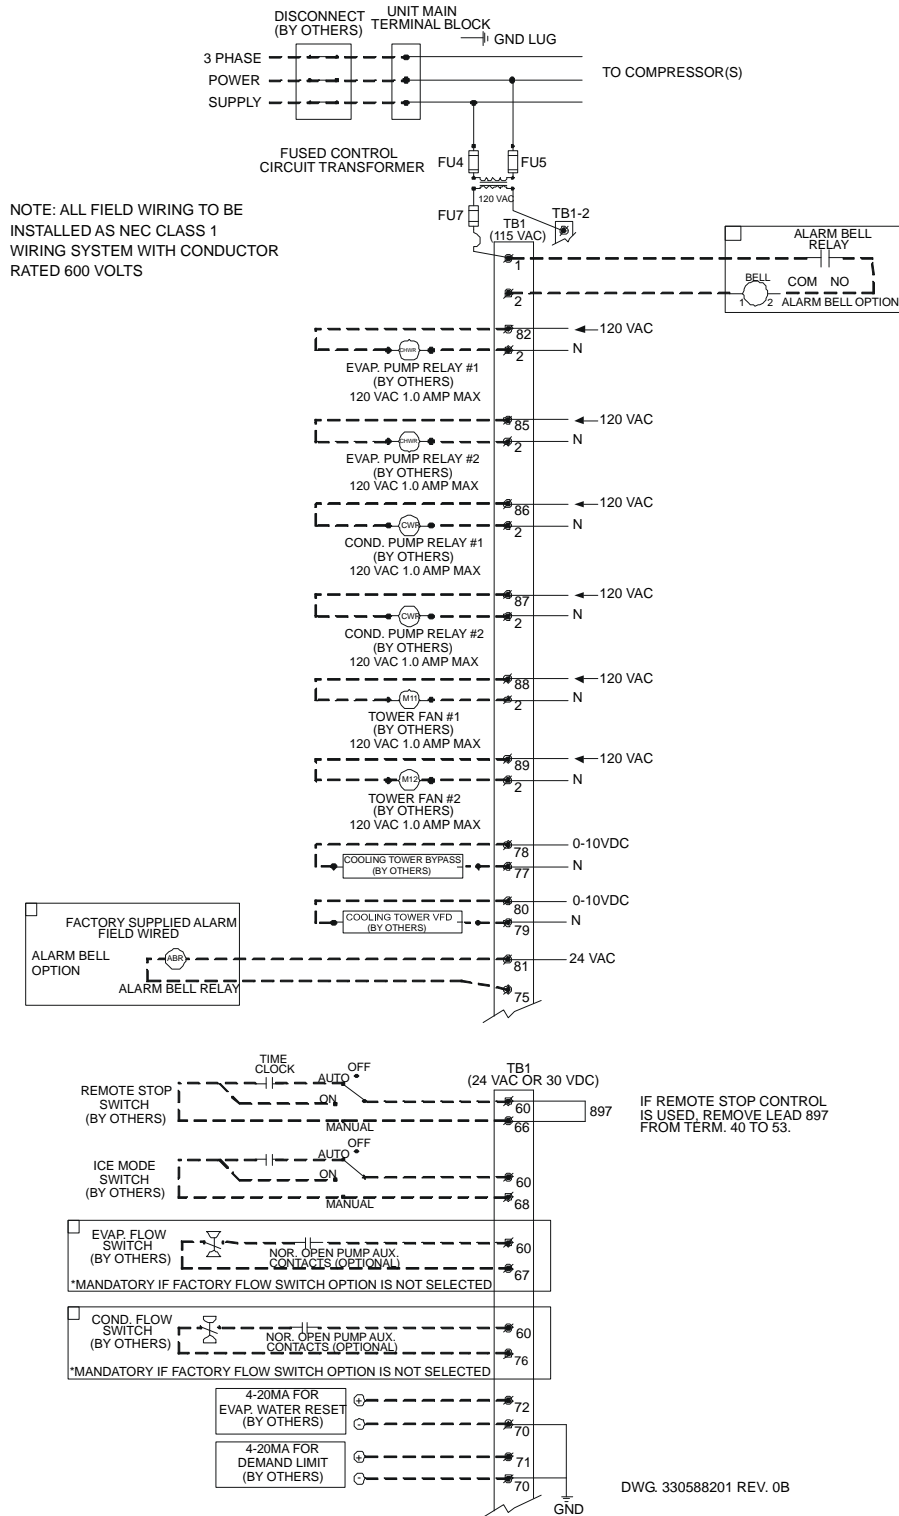 DISCONNECT
(BY OTHERS)
UNIT MAIN
TERMINAL BLOCK
GND LUG
3 PHASE
POWER
SUPPLY
TO COMPRESSOR(S)
FUSED CONTROL
CIRCUIT TRANSFORMER
FU4
FU5
120 VAC
FU7
TB1-2
NOTE: ALL FIELD WIRING TO BE
INSTALLED AS NEC CLASS 1
WIRING SYSTEM WITH CONDUCTOR
RATED 600 VOLTS
TB1
(115 VAC)
1
2
ALARM BELL
RELAY
BELL
COM NO
1 2
ALARM BELL OPTION
82
120 VAC
CHWR
2
N
EVAP. PUMP RELAY #1
(BY OTHERS)
120 VAC 1.0 AMP MAX
85
120 VAC
CHWR
2
N
EVAP. PUMP RELAY #2
(BY OTHERS)
120 VAC 1.0 AMP MAX
86
120 VAC
CWR
2
N
COND. PUMP RELAY #1
(BY OTHERS)
120 VAC 1.0 AMP MAX
87
120 VAC
CWR
2
N
COND. PUMP RELAY #2
(BY OTHERS)
120 VAC 1.0 AMP MAX
88
120 VAC
M11
2
N
TOWER FAN #1
(BY OTHERS)
120 VAC 1.0 AMP MAX
89
120 VAC
M12
2
N
TOWER FAN #2
(BY OTHERS)
120 VAC 1.0 AMP MAX
78
0-10VDC
COOLING TOWER BYPASS
(BY OTHERS)
77
N
80
0-10VDC
COOLING TOWER VFD
(BY OTHERS)
79
N
FACTORY SUPPLIED ALARM
FIELD WIRED
ALARM BELL
OPTION
ABR
81
24 VAC
ALARM BELL RELAY
75
TB1
(24 VAC OR 30 VDC)
REMOTE STOP
SWITCH
(BY OTHERS)
TIME
CLOCK
OFF
AUTO
ON
MANUAL
60
66
897
IF REMOTE STOP CONTROL
IS USED, REMOVE LEAD 897
FROM TERM. 40 TO 53.
ICE MODE
SWITCH
(BY OTHERS)
OFF
AUTO
ON
MANUAL
60
68
EVAP. FLOW
SWITCH
(BY OTHERS)
NOR. OPEN PUMP AUX.
CONTACTS (OPTIONAL)
60
67
*MANDATORY IF FACTORY FLOW SWITCH OPTION IS NOT SELECTED
COND. FLOW
SWITCH
(BY OTHERS)
NOR. OPEN PUMP AUX.
CONTACTS (OPTIONAL)
60
76
*MANDATORY IF FACTORY FLOW SWITCH OPTION IS NOT SELECTED
4-20MA FOR
EVAP. WATER RESET
(BY OTHERS)
+
-
72
70
4-20MA FOR
DEMAND LIMIT
(BY OTHERS)
+
-
71
70
GND
DWG. 330588201 REV. 0B